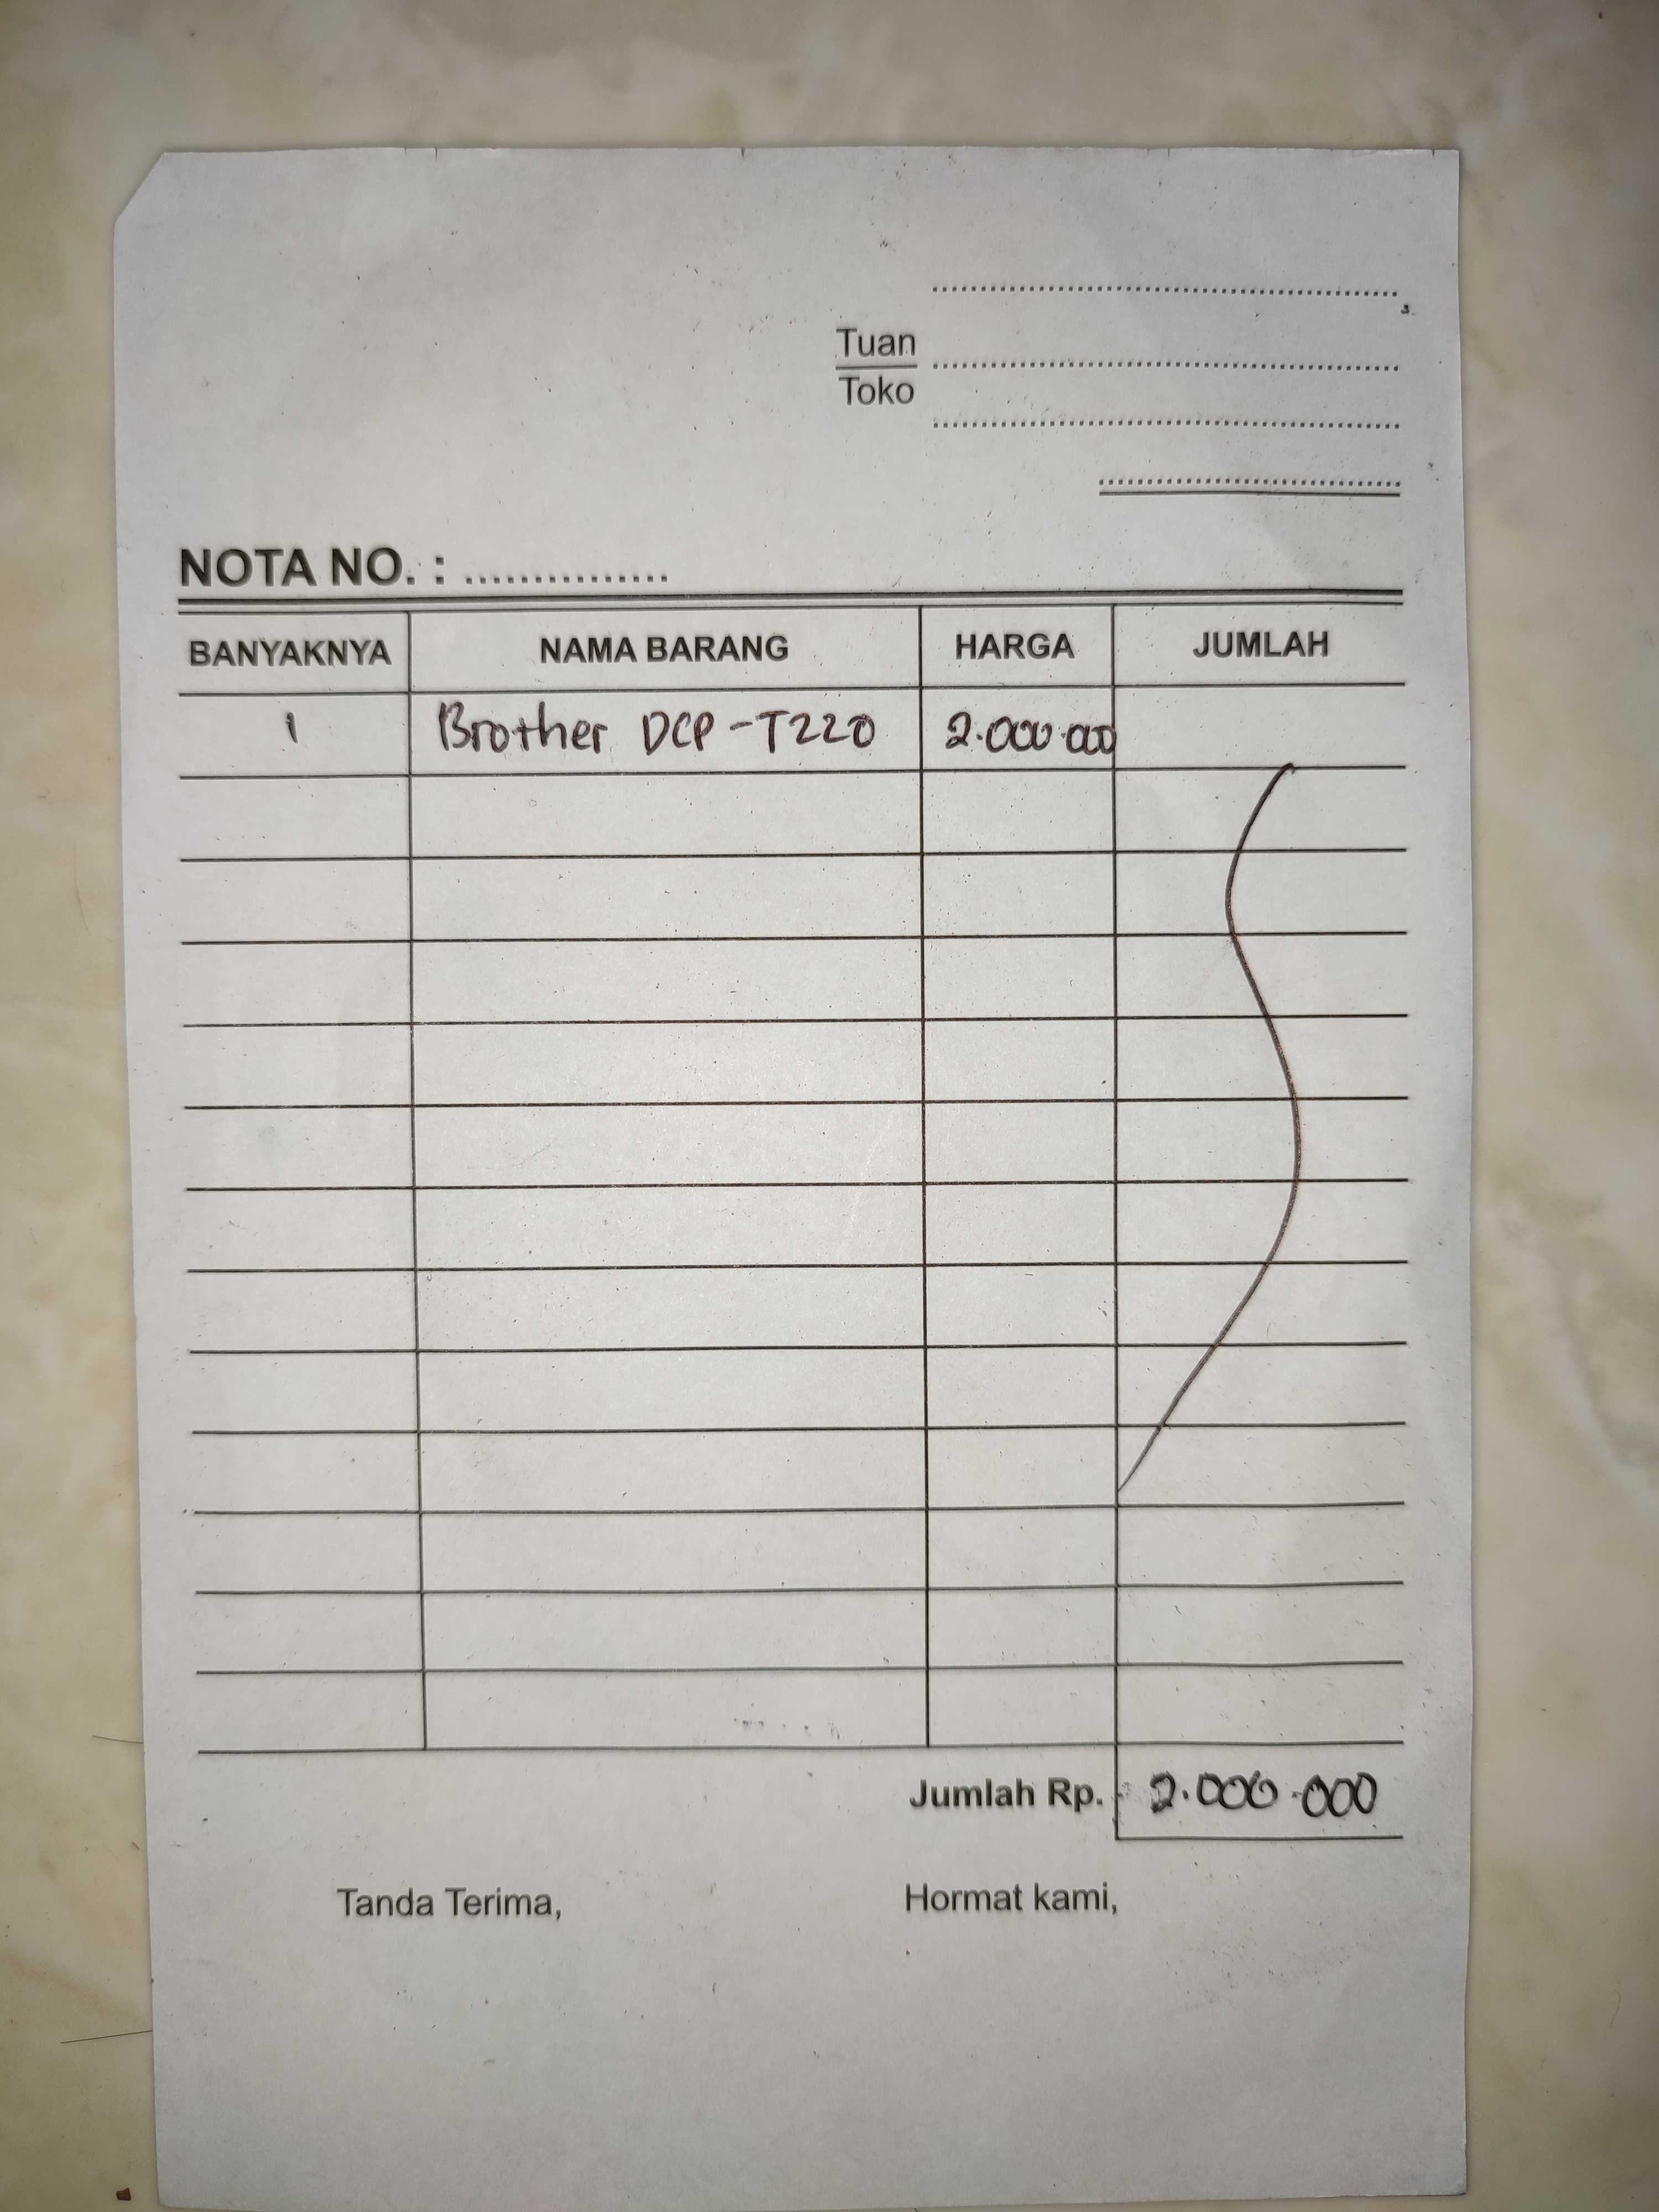 Tuan
Toko
NOTA NO. : ...............
BANYAKNYA NAMA BARANG HARGA JUMLAH
1 Brother DCP-T220 2.000.000
Jumlah Rp. 2.000.000
Tanda Terima, Hormat kami,